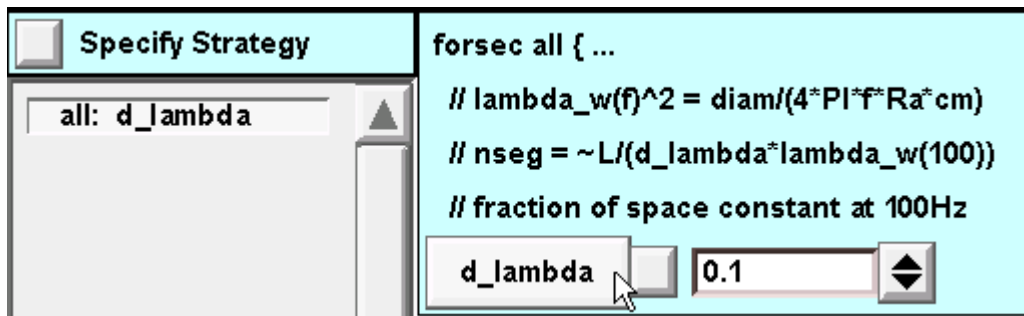 Specify Strategy
all: d_lambda
forsec all { ...
// lambda_w(f)^2 = diam/(4*PI*f*Ra*cm)
// nseg = ~L/(d_lambda*lambda_w(100))
// fraction of space constant at 100Hz
d_lambda 0.1